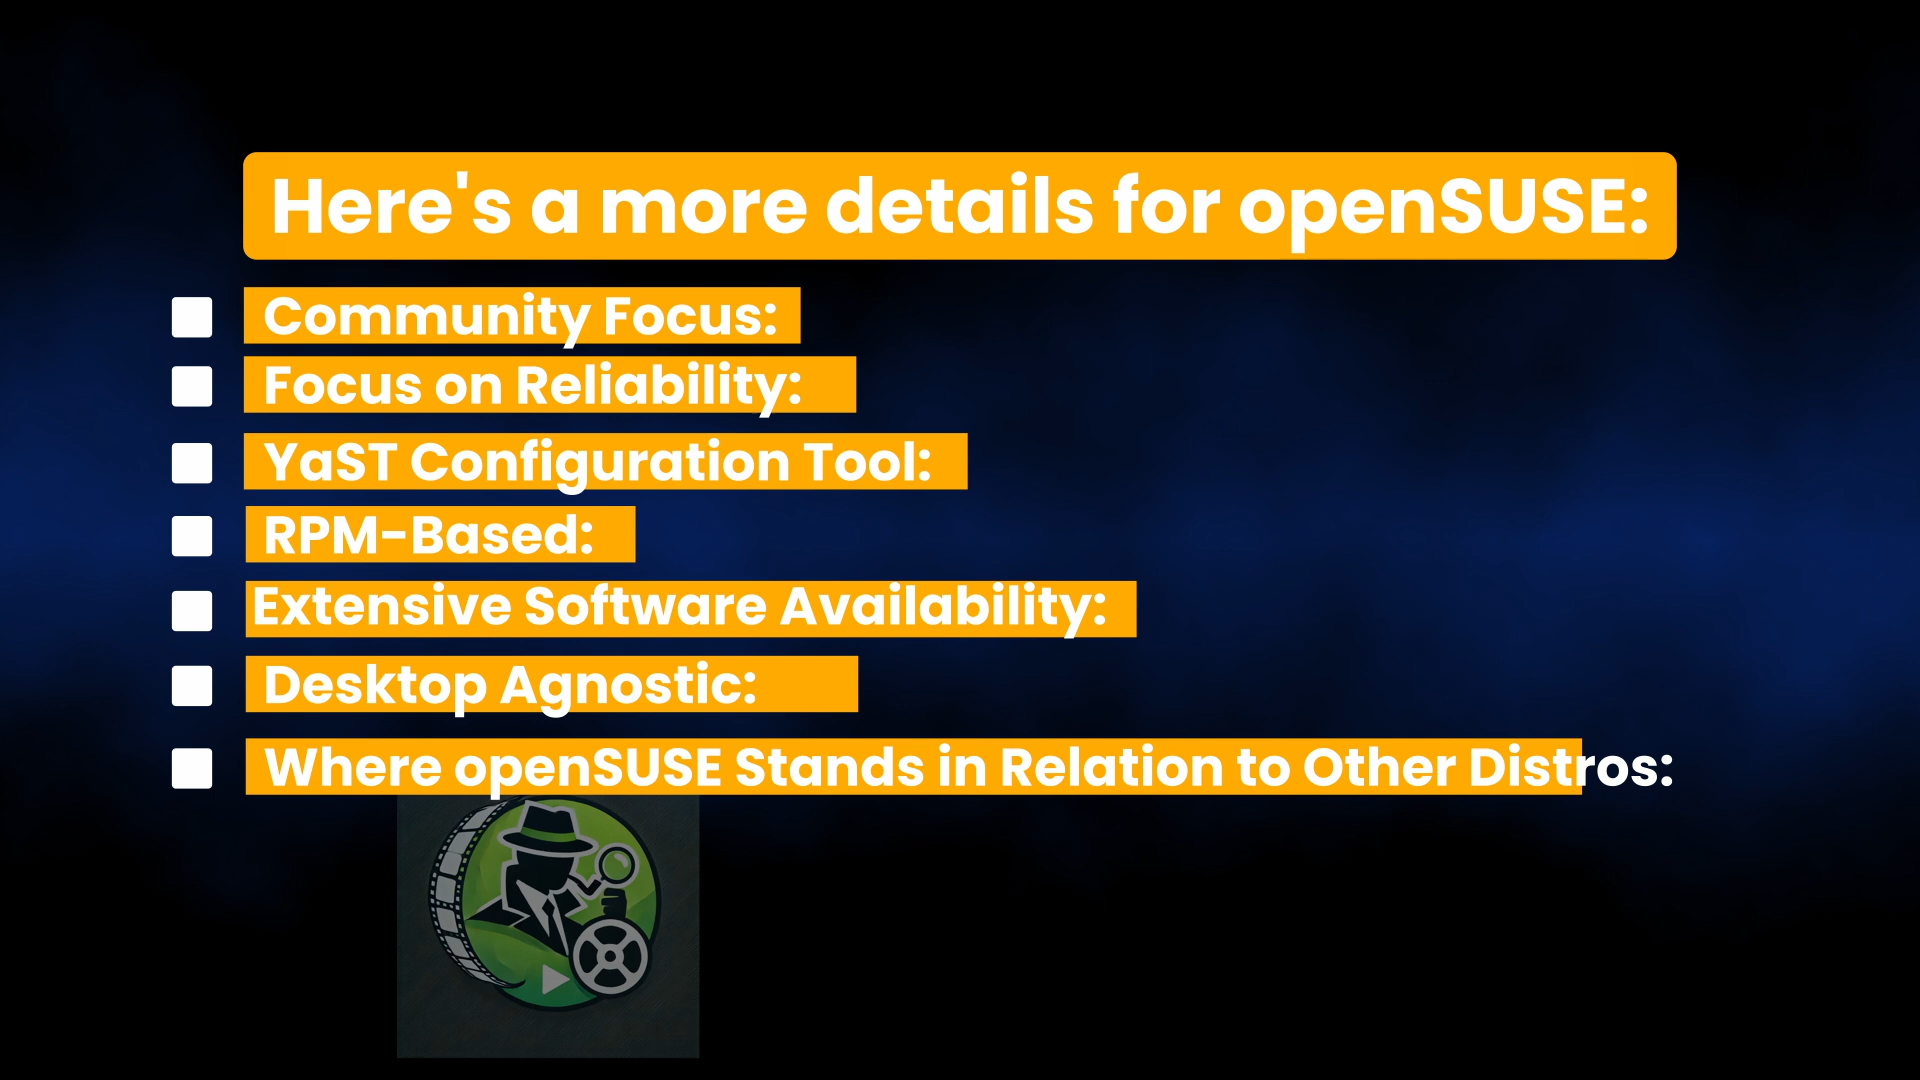 Here's a more details for openSUSE:
Community Focus:
Focus on Reliability:
YaST Configuration Tool:
RPM-Based:
Extensive Software Availability:
Desktop Agnostic:
Where openSUSE Stands in Relation to Other Distros: